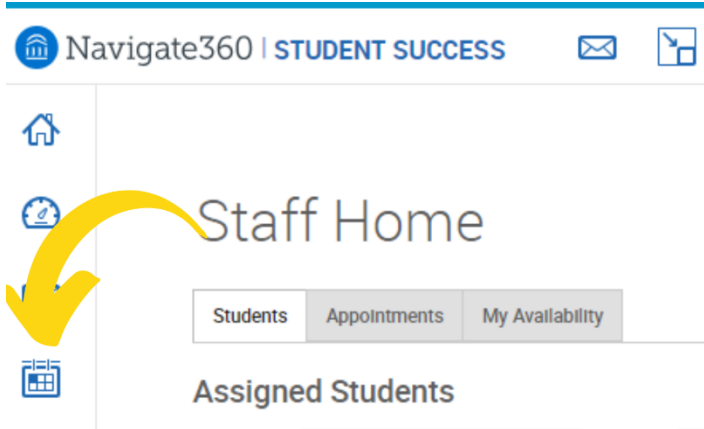 Navigate360 | STUDENT SUCCESS
Staff Home
Students Appointments My Availability
Assigned Students